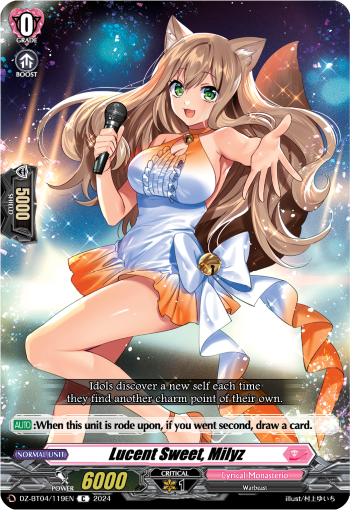 0
GRADE
BOOST
5000
SHIELD
Idols discover a new self each time
they find another charm point of their own.
AUTO:When this unit is rode upon, if you went second, draw a card.
NORMAL UNIT
Lucent Sweet, Milyz
POWER 6000 CRITICAL 1
Lyrical Monasterio
Warbeast
DZ-BT04/119EN C 2024 illust/村上ゆいち